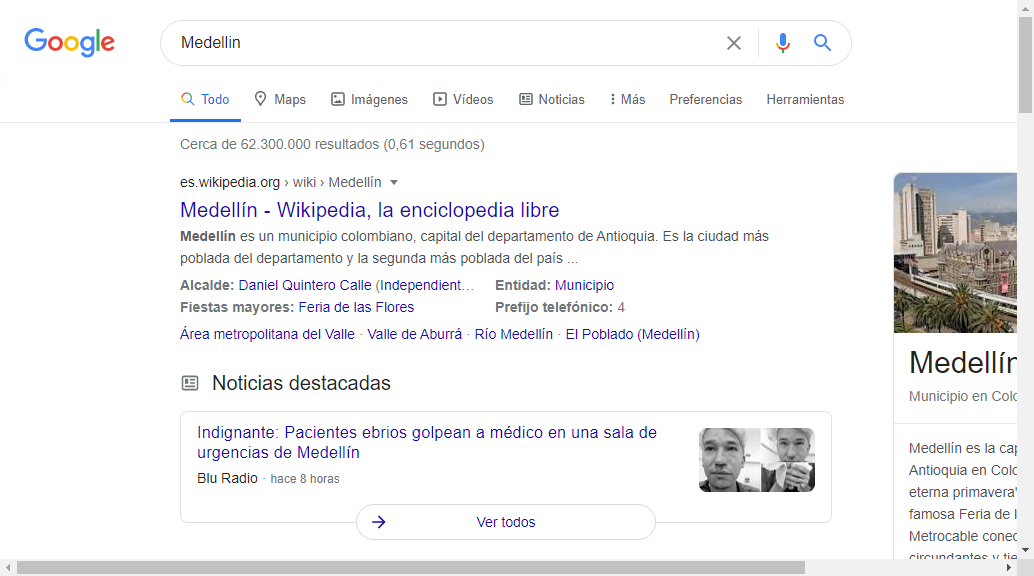 Google
Medellin
Todo
Maps
Imágenes
Vídeos
Noticias
Más
Preferencias
Herramientas
Cerca de 62.300.000 resultados (0,61 segundos)
es.wikipedia.org › wiki › Medellín
Medellín - Wikipedia, la enciclopedia libre
Medellín es un municipio colombiano, capital del departamento de Antioquia. Es la ciudad más
poblada del departamento y la segunda más poblada del país ...
Alcalde: Daniel Quintero Calle (Independient… Entidad: Municipio
Fiestas mayores: Feria de las Flores Prefijo telefónico: 4
Área metropolitana del Valle · Valle de Aburrá · Río Medellín · El Poblado (Medellín)
Noticias destacadas
Indignante: Pacientes ebrios golpean a médico en una sala de
urgencias de Medellín
Blu Radio · hace 8 horas
Ver todos
Medellín
Municipio en Colo
Medellín es la cap
Antioquia en Colo
eterna primavera"
famosa Feria de l
Metrocable conec
circundantes y tie